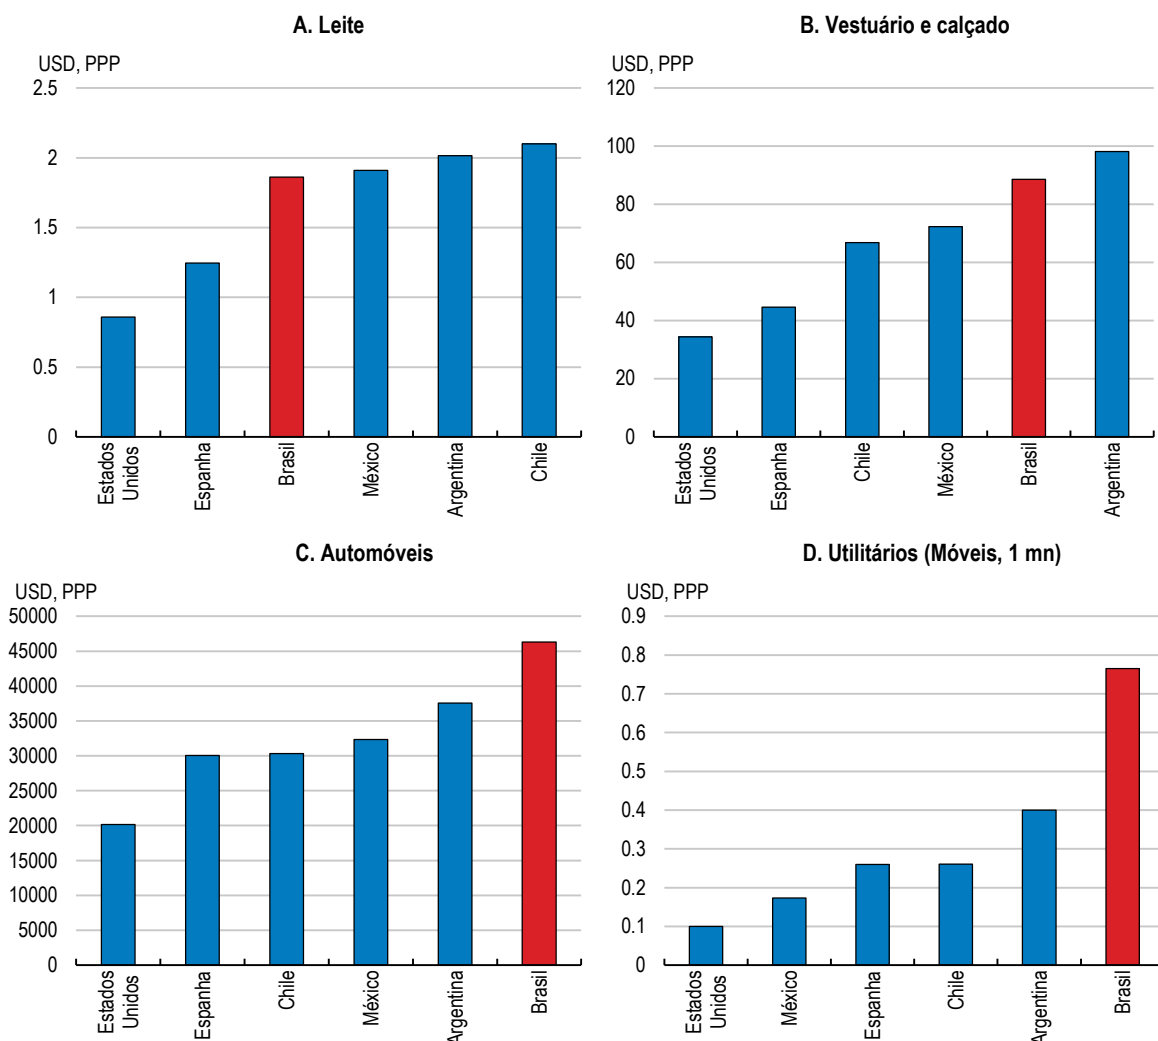 A. Leite
USD, PPP
2.5
2
1.5
1
0.5
0
Estados Unidos
Espanha
Brasil
México
Argentina
Chile
B. Vestuário e calçado
USD, PPP
120
100
80
60
40
20
0
Estados Unidos
Espanha
Chile
México
Brasil
Argentina
C. Automóveis
USD, PPP
50000
45000
40000
35000
30000
25000
20000
15000
10000
5000
0
Estados Unidos
Espanha
Chile
México
Argentina
Brasil
D. Utilitários (Móveis, 1 mn)
USD, PPP
0.9
0.8
0.7
0.6
0.5
0.4
0.3
0.2
0.1
0
Estados Unidos
México
Espanha
Chile
Argentina
Brasil